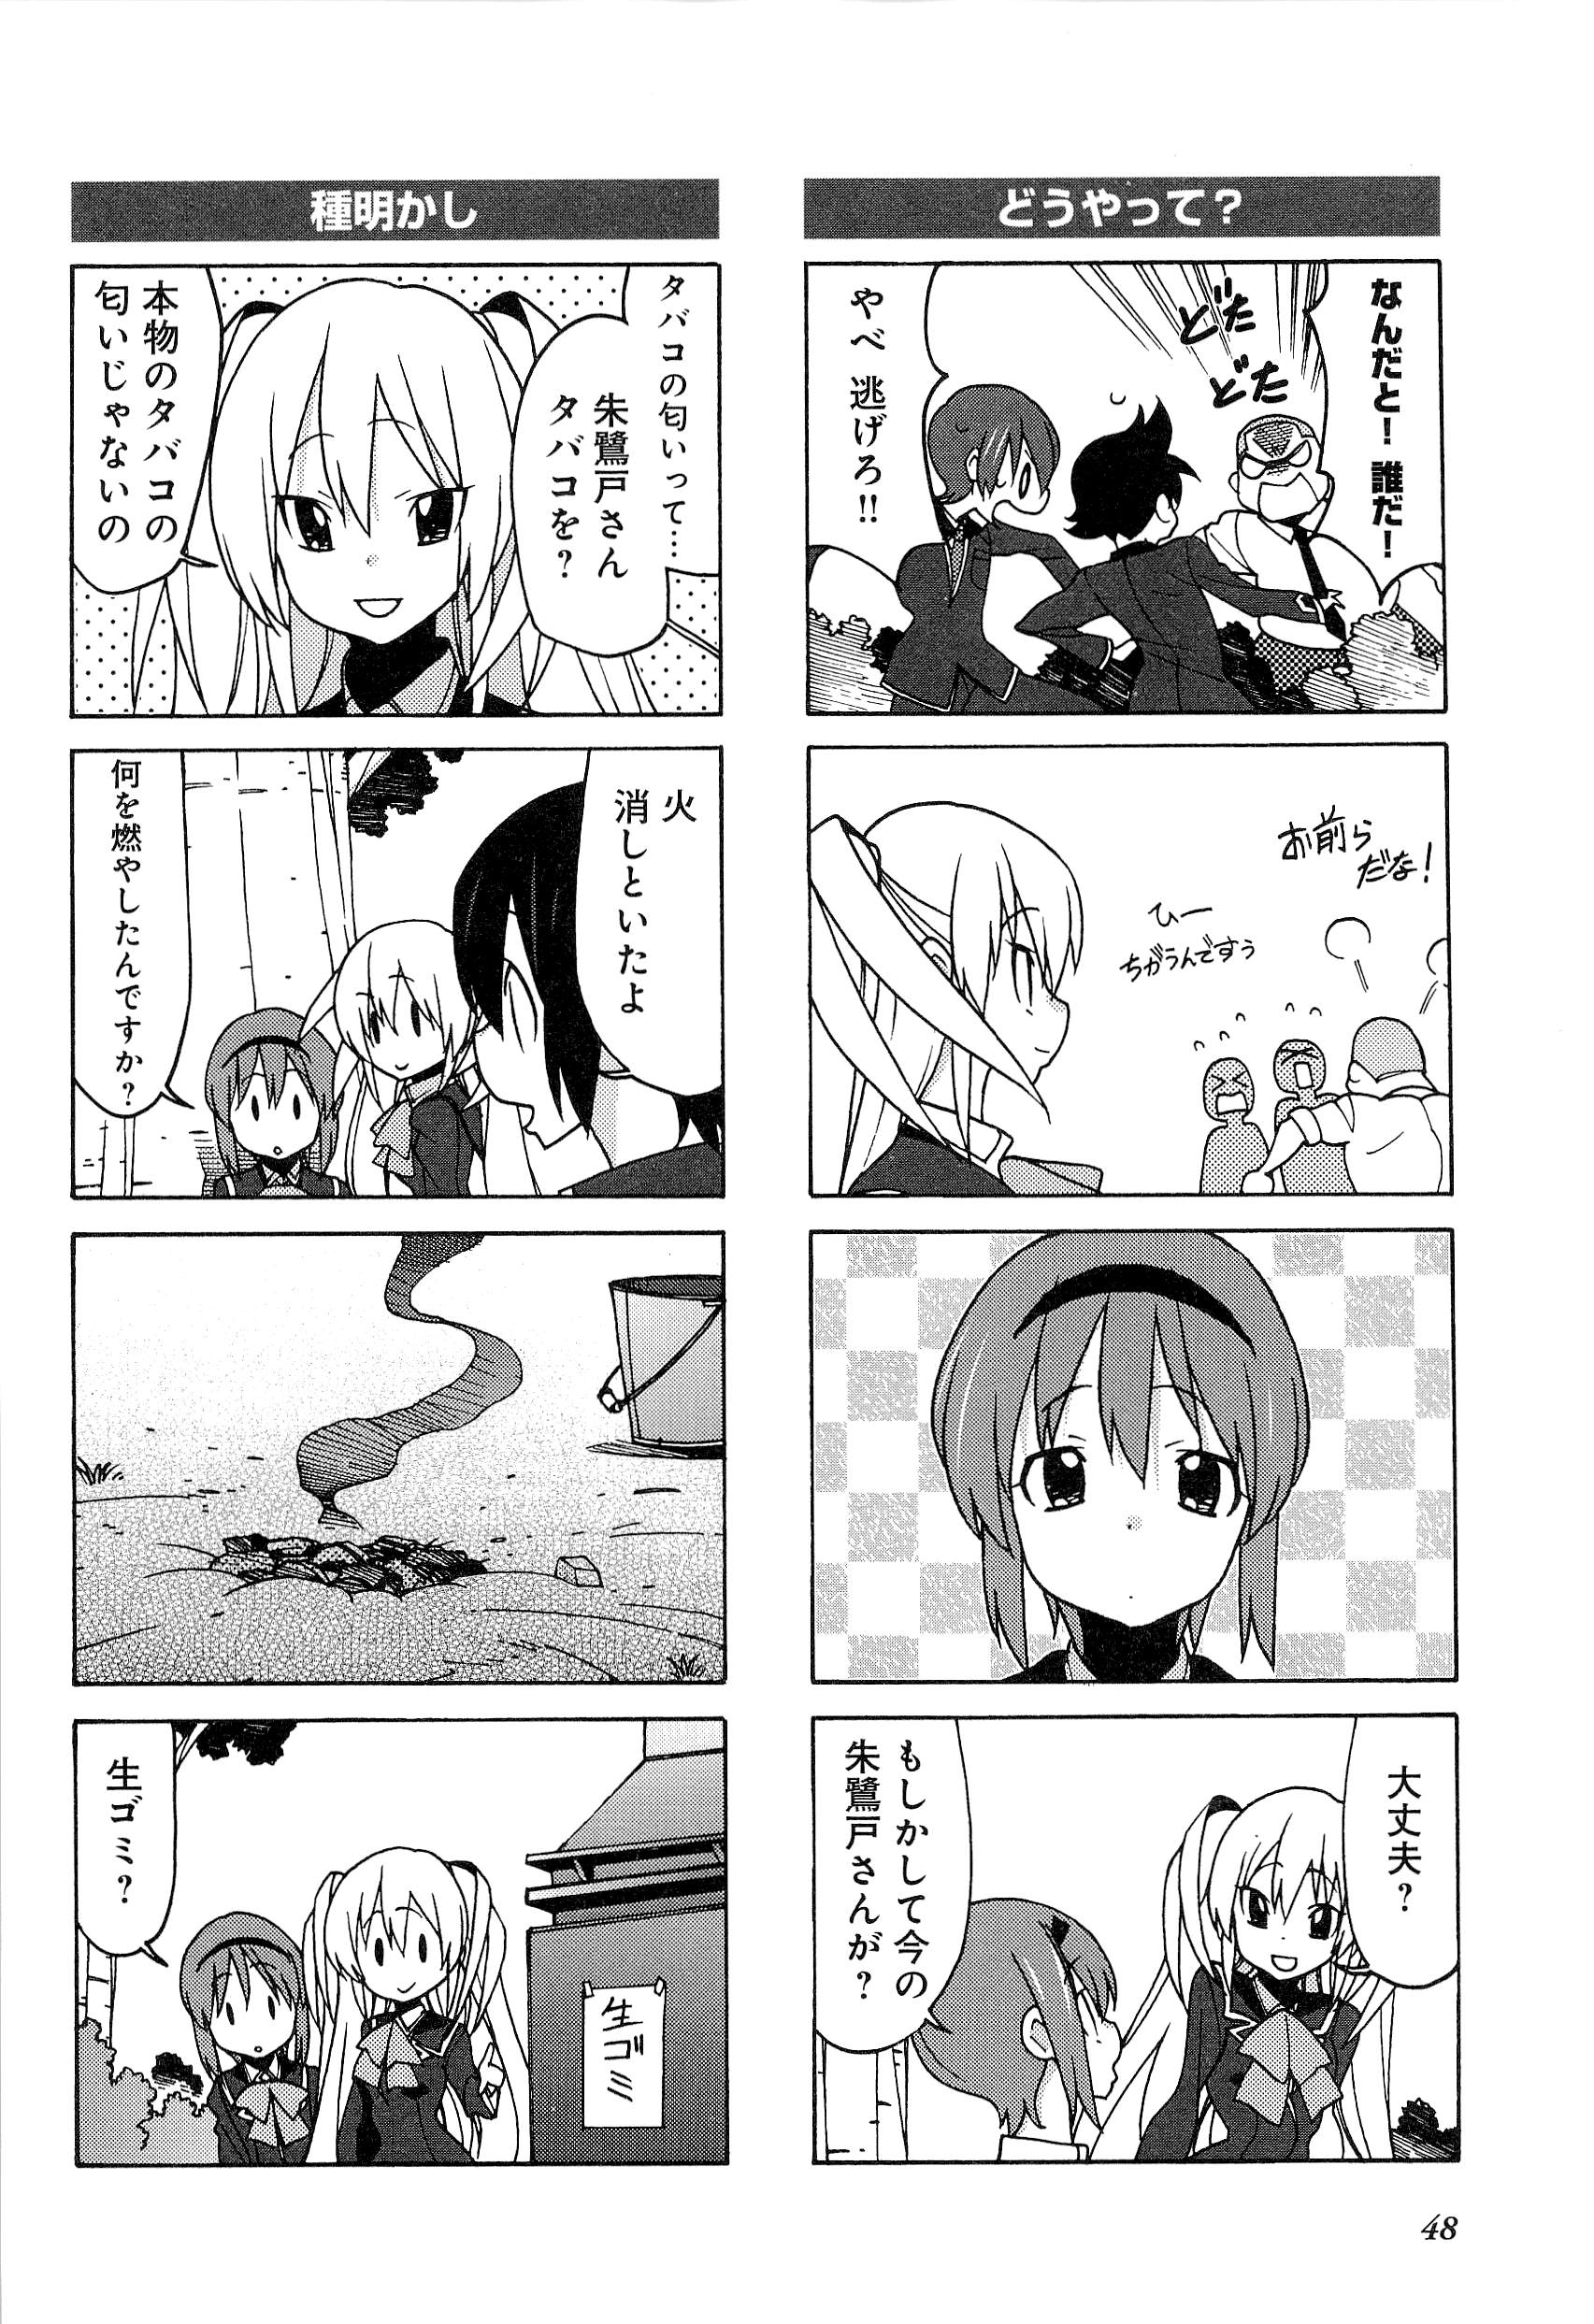 どうやって？
なんだと！誰だ！
どた
どた
やべ 逃げろ!!
お前ら
だな！
ひー
ちがうんですぅ
大丈夫？
もしかして今の
朱鷺戸さんが？
種明かし
タバコの匂いって…
朱鷺戸さん
タバコを？
本物のタバコの
匂いじゃないの
火
消しといたよ
何を燃やしたんですか？
生ゴミ
生ゴミ？
48